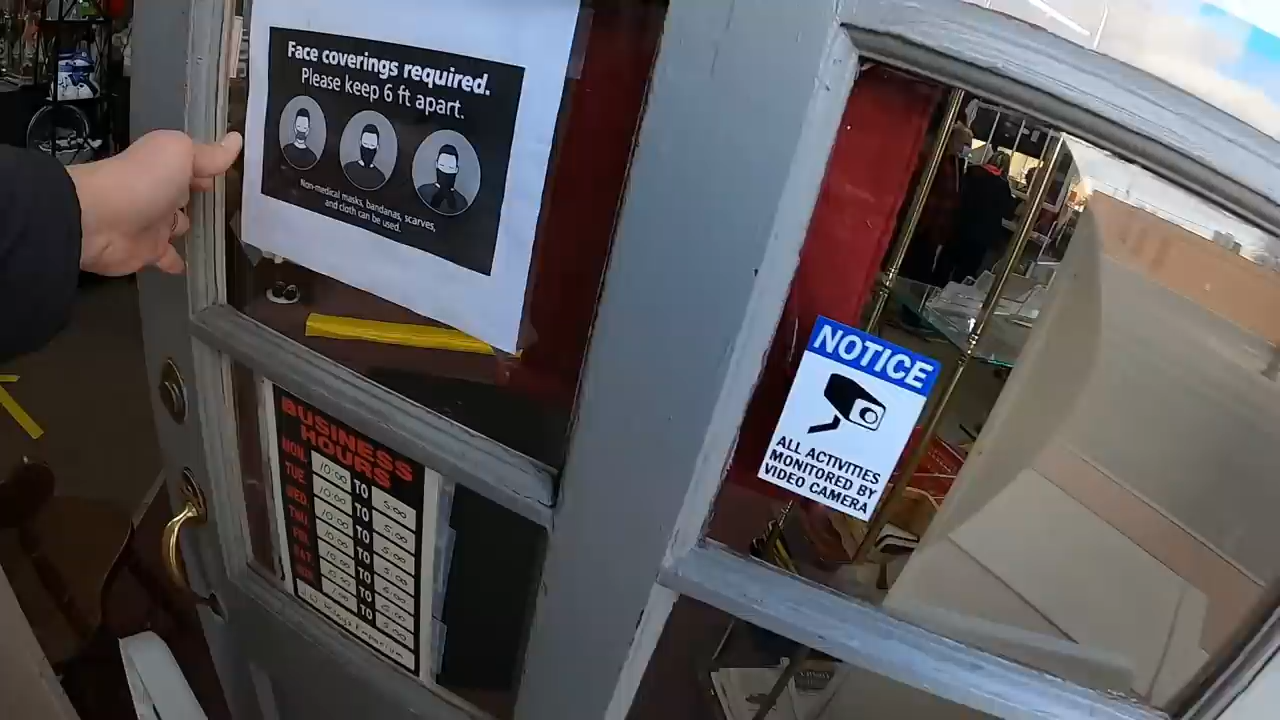 Face coverings required.
Please keep 6 ft apart.
Non-medical masks, bandanas, scarves,
and cloth can be used.
NOTICE
ALL ACTIVITIES
MONITORED BY
VIDEO CAMERA
BUSINESS
HOURS
MON. 10:00 TO 5:00
TUE. 10:00 TO 5:00
WED. 10:00 TO 5:00
THU. 10:00 TO 5:00
FRI. 10:00 TO 5:00
SAT. TO 5:00
TO 5:00
Emporium